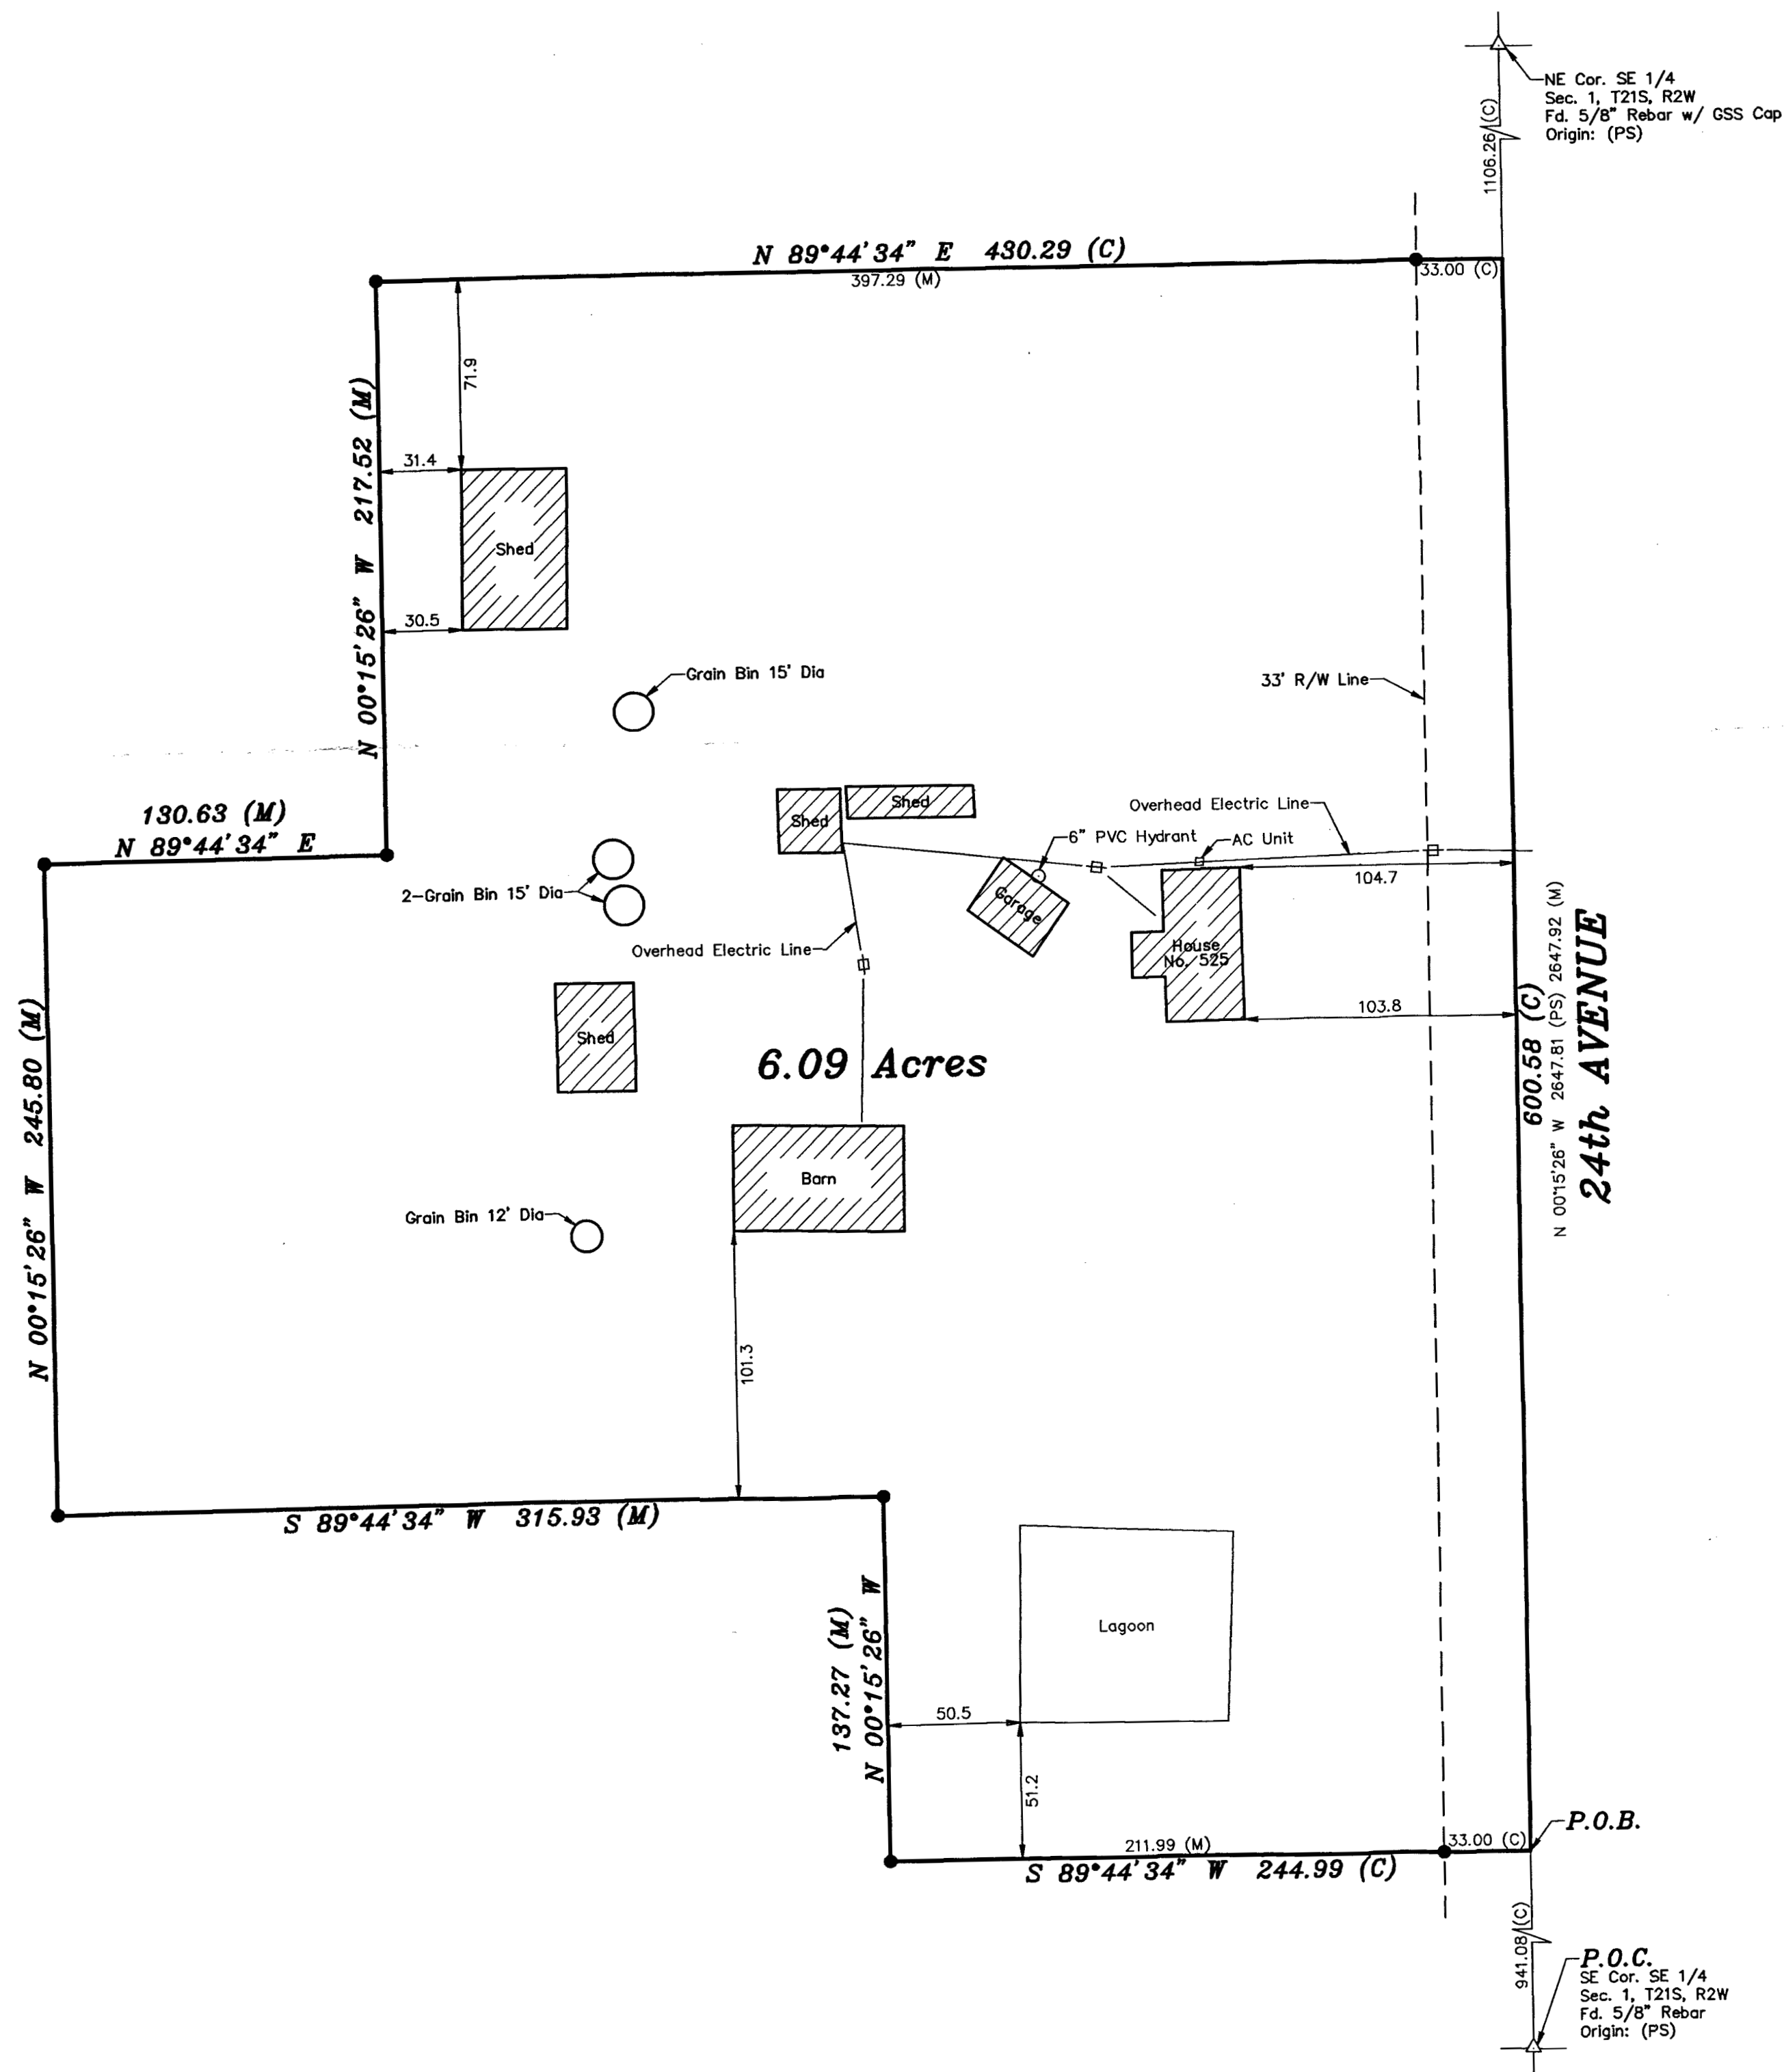 NE Cor. SE 1/4
Sec. 1, T21S, R2W
Fd. 5/8" Rebar w/ GSS Cap
Origin: (PS)
1106.26 (C)
N 89°44'34" E 430.29 (C)
397.29 (M)
33.00 (C)
71.9
N 00°15'26" W 217.52 (M)
31.4
Shed
30.5
Grain Bin 15' Dia
33' R/W Line
130.63 (M)
N 89°44'34" E
Shed
Shed
Overhead Electric Line
6" PVC Hydrant
AC Unit
104.7
2-Grain Bin 15' Dia
Garage
Overhead Electric Line
House
No. 525
103.8
600.58 (C)
N 00°15'26" W 2647.81 (PS) 2647.92 (M)
24th AVENUE
N 00°15'26" W 245.80 (M)
Shed
6.09 Acres
Barn
Grain Bin 12' Dia
101.3
S 89°44'34" W 315.93 (M)
137.27 (M)
N 00°15'26" W
Lagoon
50.5
51.2
211.99 (M)
33.00 (C)
P.O.B.
S 89°44'34" W 244.99 (C)
941.08 (C)
P.O.C.
SE Cor. SE 1/4
Sec. 1, T21S, R2W
Fd. 5/8" Rebar
Origin: (PS)